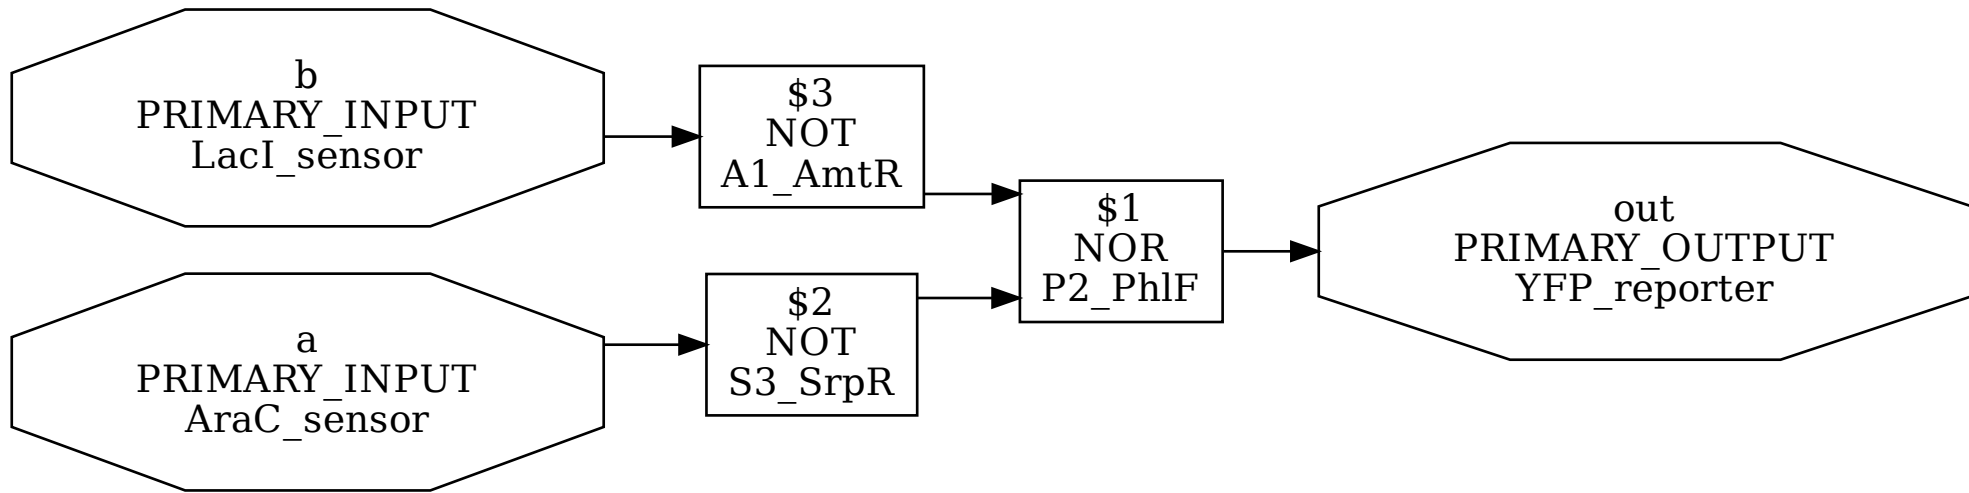 b
PRIMARY_INPUT
LacI_sensor
$3
NOT
A1_AmtR
a
PRIMARY_INPUT
AraC_sensor
$2
NOT
S3_SrpR
$1
NOR
P2_PhlF
out
PRIMARY_OUTPUT
YFP_reporter